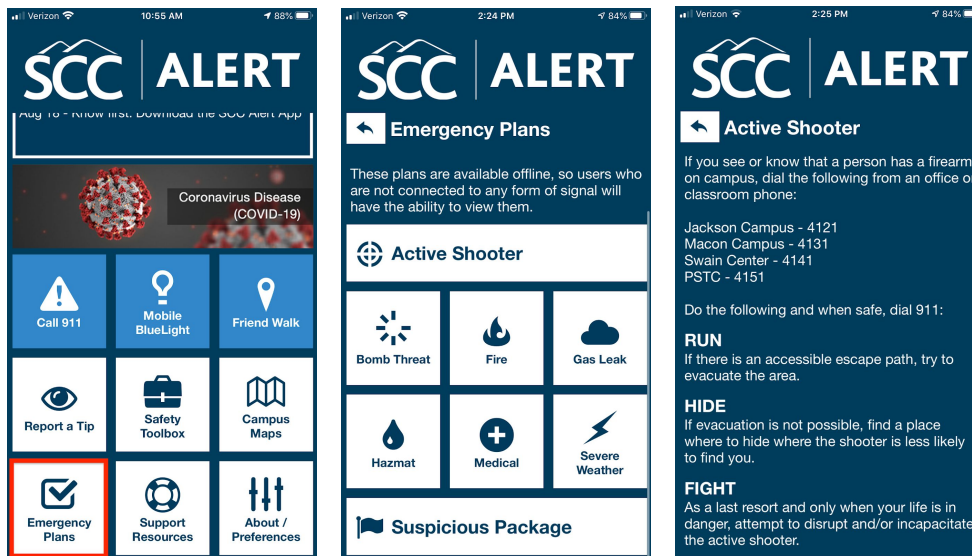 Verizon
10:55 AM
88%
SCC ALERT
Aug 18 - Know first. Download the SCC Alert App
Coronavirus Disease
(COVID-19)
Call 911
Mobile
BlueLight
Friend Walk
Report a Tip
Safety
Toolbox
Campus
Maps
Emergency
Plans
Support
Resources
About /
Preferences
Verizon
2:24 PM
84%
SCC ALERT
Emergency Plans
These plans are available offline, so users who
are not connected to any form of signal will
have the ability to view them.
Active Shooter
Bomb Threat
Fire
Gas Leak
Hazmat
Medical
Severe
Weather
Suspicious Package
Verizon
2:25 PM
84%
SCC ALERT
Active Shooter
If you see or know that a person has a firearm
on campus, dial the following from an office or
classroom phone:
Jackson Campus - 4121
Macon Campus - 4131
Swain Center - 4141
PSTC - 4151
Do the following and when safe, dial 911:
RUN
If there is an accessible escape path, try to
evacuate the area.
HIDE
If evacuation is not possible, find a place
where to hide where the shooter is less likely
to find you.
FIGHT
As a last resort and only when your life is in
danger, attempt to disrupt and/or incapacitate
the active shooter.